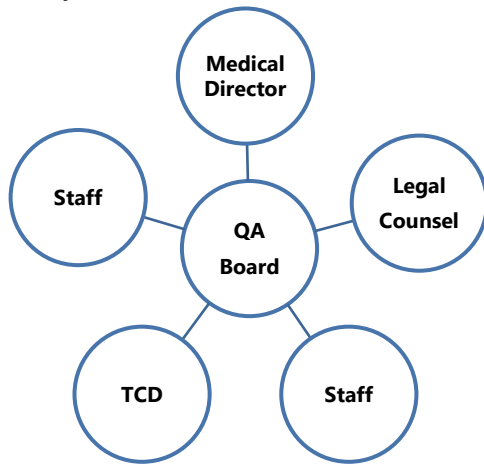 Medical
Director
Staff
Legal
Counsel
QA
Board
TCD
Staff